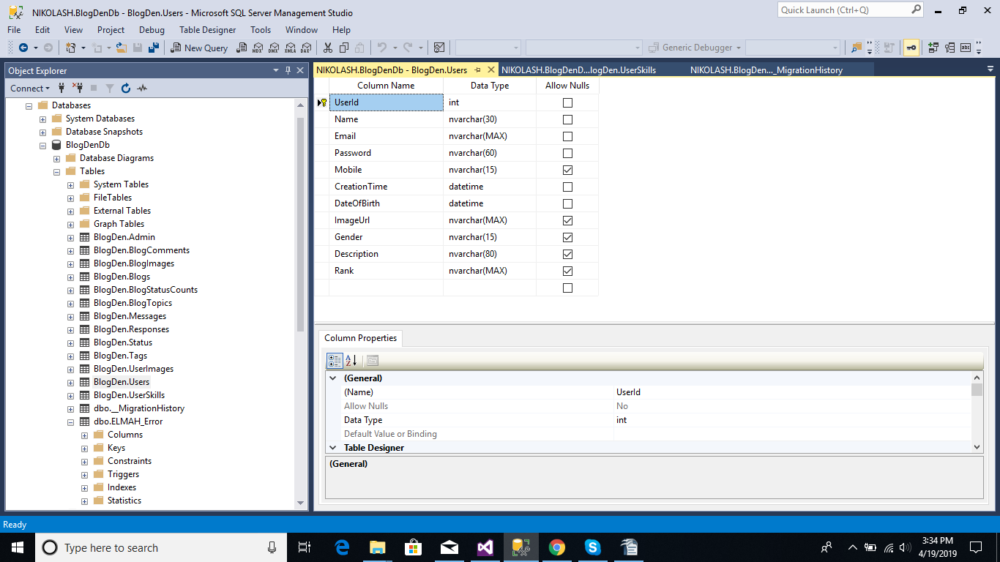 NIKOLASH.BlogDenDb - BlogDen.Users - Microsoft SQL Server Management Studio
Quick Launch (Ctrl+Q)
File Edit View Project Debug Table Designer Tools Window Help
New Query MDX DMX XMLA DAX Generic Debugger
Object Explorer
Connect
Databases
System Databases
Database Snapshots
BlogDenDb
Database Diagrams
Tables
System Tables
FileTables
External Tables
Graph Tables
BlogDen.Admin
BlogDen.BlogComments
BlogDen.BlogImages
BlogDen.Blogs
BlogDen.BlogStatusCounts
BlogDen.BlogTopics
BlogDen.Messages
BlogDen.Responses
BlogDen.Status
BlogDen.Tags
BlogDen.UserImages
BlogDen.Users
BlogDen.UserSkills
dbo.__MigrationHistory
dbo.ELMAH_Error
Columns
Keys
Constraints
Triggers
Indexes
Statistics
NIKOLASH.BlogDenDb - BlogDen.Users NIKOLASH.BlogDenD...logDen.UserSkills NIKOLASH.BlogDen..._MigrationHistory
Column Name Data Type Allow Nulls
UserId int
Name nvarchar(30)
Email nvarchar(MAX)
Password nvarchar(60)
Mobile nvarchar(15)
CreationTime datetime
DateOfBirth datetime
ImageUrl nvarchar(MAX)
Gender nvarchar(15)
Description nvarchar(80)
Rank nvarchar(MAX)
Column Properties
(General)
(Name) UserId
Allow Nulls No
Data Type int
Default Value or Binding
Table Designer
(General)
Ready
Type here to search
3:34 PM
4/19/2019